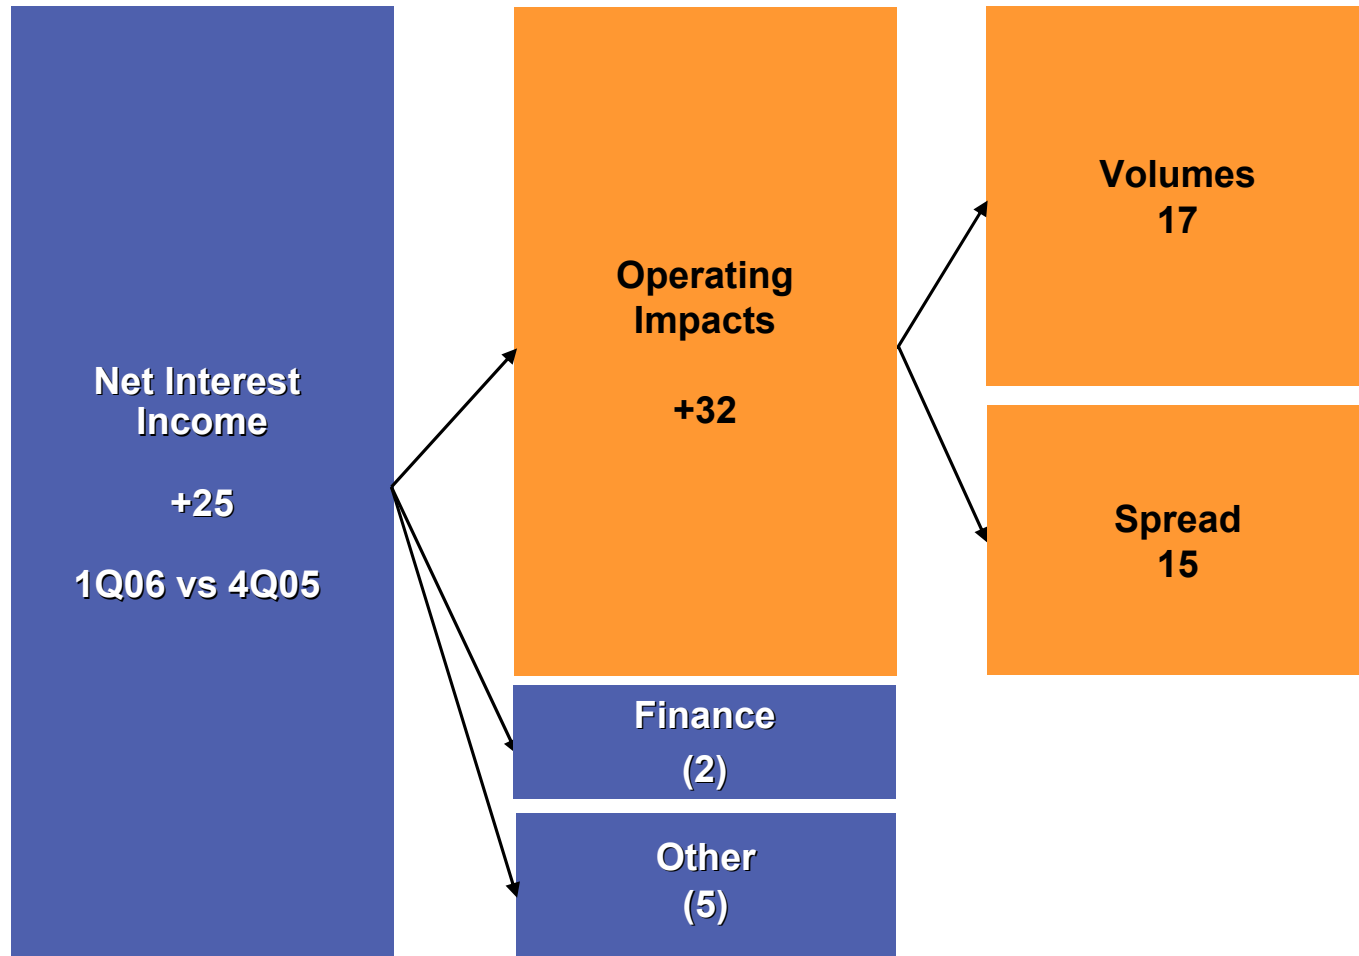 Net Interest
Income
+25
1Q06 vs 4Q05
Operating
Impacts
+32
Finance
(2)
Other
(5)
Volumes
17
Spread
15